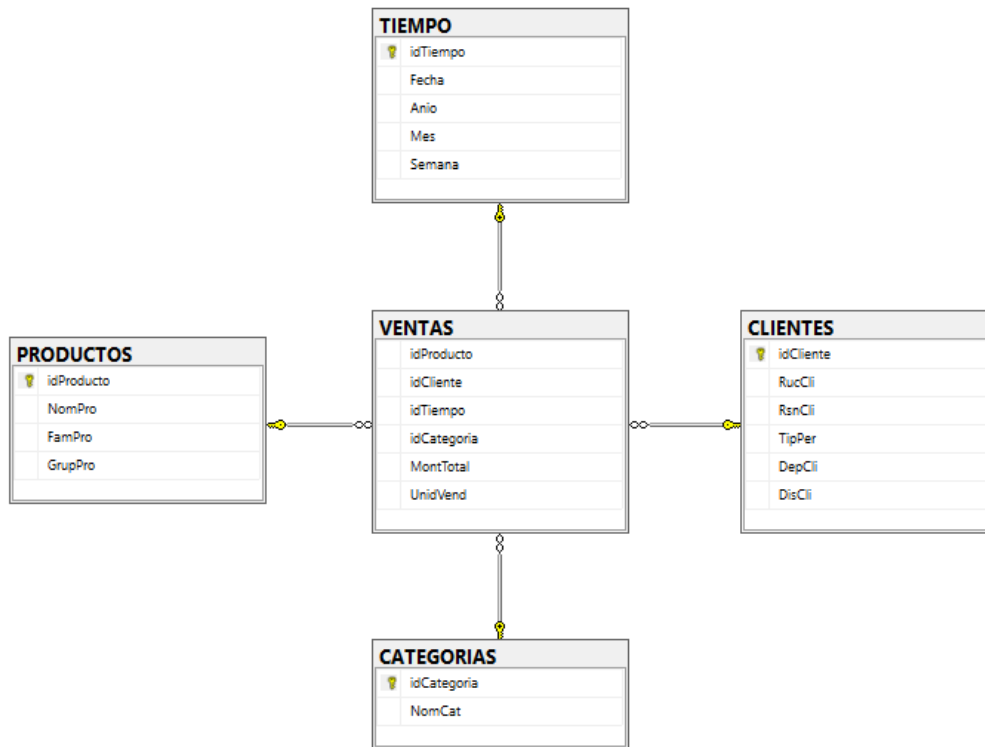 TIEMPO
idTiempo
Fecha
Anio
Mes
Semana
PRODUCTOS
idProducto
NomPro
FamPro
GrupPro
VENTAS
idProducto
idCliente
idTiempo
idCategoria
MontTotal
UnidVend
CLIENTES
idCliente
RucCli
RsnCli
TipPer
DepCli
DisCli
CATEGORIAS
idCategoria
NomCat